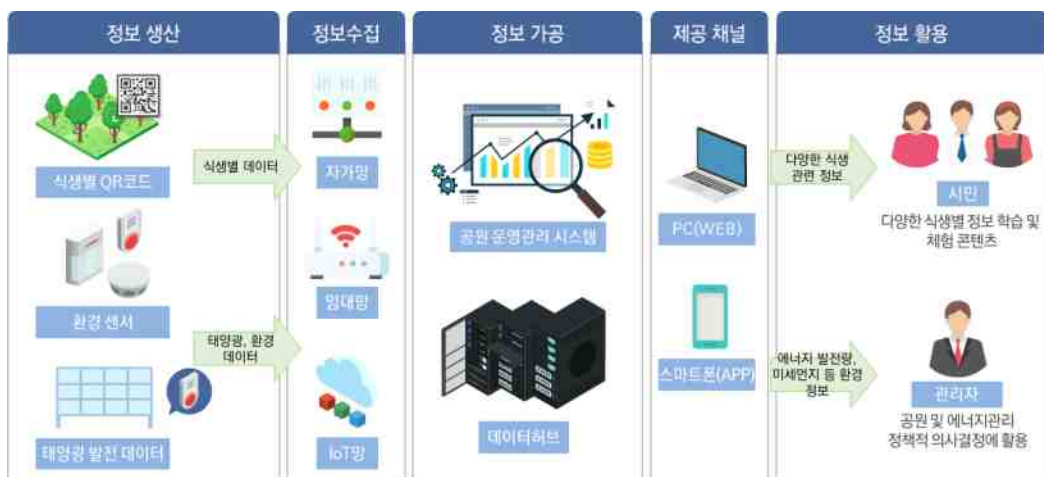 정보 생산
정보수집
정보 가공
제공 채널
정보 활용
식생별 QR코드
환경 센서
태양광 발전 데이터
식생별 데이터
태양광, 환경
데이터
자가망
임대망
IoT망
공원 운영관리 시스템
데이터허브
PC(WEB)
스마트폰(APP)
다양한 식생
관련 정보
에너지 발전량,
미세먼지 등 환경
정보
시민
다양한 식생별 정보 학습 및
체험 콘텐츠
관리자
공원 및 에너지관리
정책적 의사결정에 활용